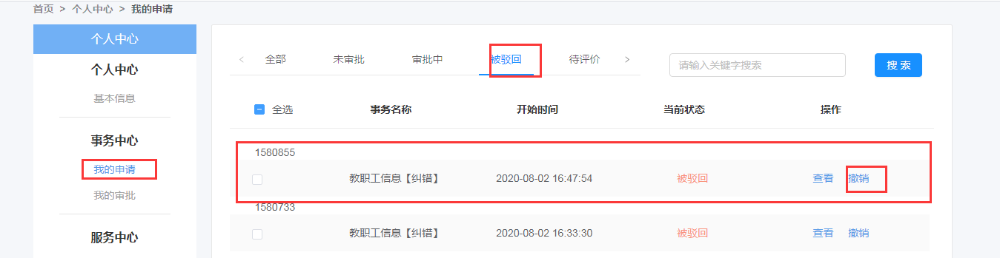 首页 > 个人中心 > 我的申请
个人中心
个人中心
基本信息
事务中心
我的申请
我的审批
服务中心
< 全部 未审批 审批中 被驳回 待评价 >
请输入关键字搜索 搜 索
全选 事务名称 开始时间 当前状态 操作
1580855
教职工信息【纠错】 2020-08-02 16:47:54 被驳回 查看 撤销
1580733
教职工信息【纠错】 2020-08-02 16:33:30 被驳回 查看 撤销